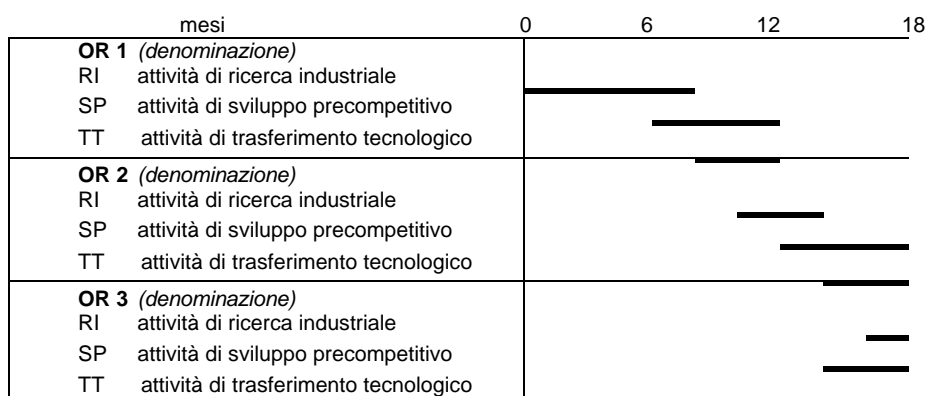 mesi 0 6 12 18
OR 1 (denominazione)
RI attività di ricerca industriale
SP attività di sviluppo precompetitivo
TT attività di trasferimento tecnologico
OR 2 (denominazione)
RI attività di ricerca industriale
SP attività di sviluppo precompetitivo
TT attività di trasferimento tecnologico
OR 3 (denominazione)
RI attività di ricerca industriale
SP attività di sviluppo precompetitivo
TT attività di trasferimento tecnologico